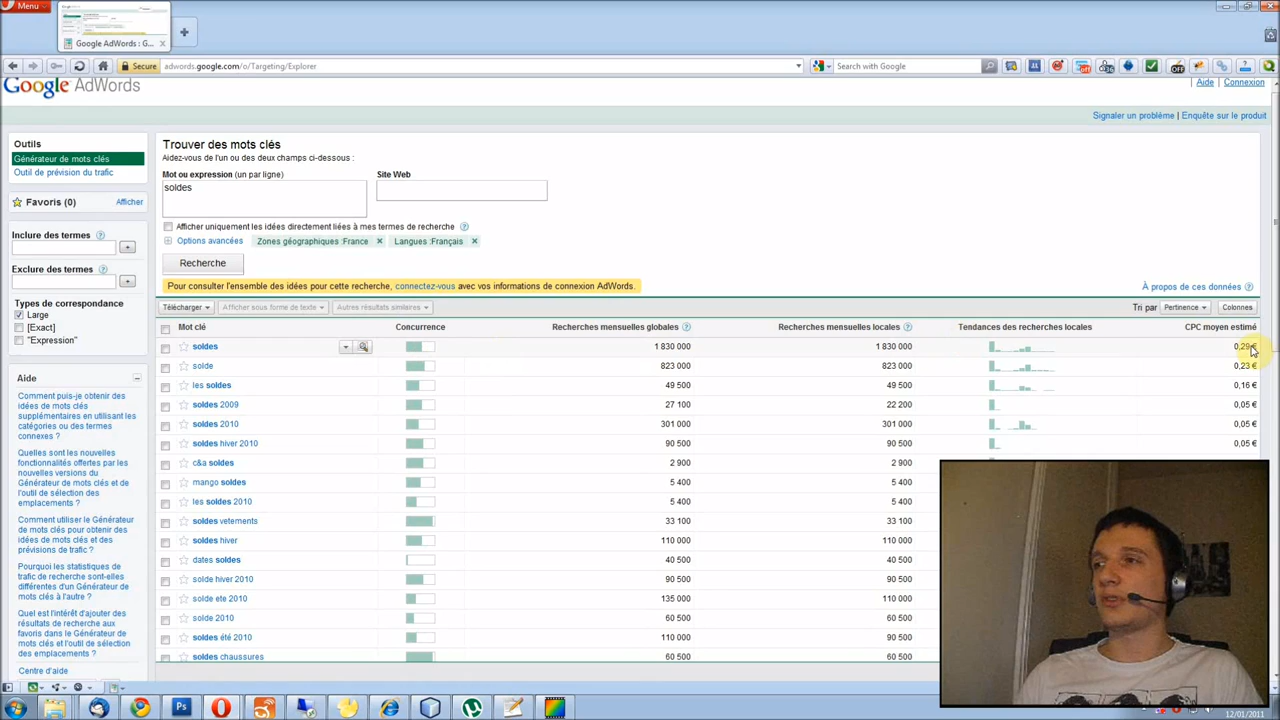 Menu
Google AdWords : G...
Secure
adwords.google.com/o/Targeting/Explorer
Search with Google
Google AdWords
Aide
Connexion
Signaler un problème | Enquête sur le produit
Outils
Générateur de mots clés
Outil de prévision du trafic
Favoris (0)
Afficher
Inclure des termes
Exclure des termes
Types de correspondance
Large
[Exact]
"Expression"
Aide
Comment puis-je obtenir des
idées de mots clés
supplémentaires en utilisant
les catégories ou des termes
connexes ?
Quelles sont les nouvelles
fonctionnalités offertes par les
nouvelles versions du
Générateur de mots clés et de
l'outil de sélection des
emplacements ?
Comment utiliser le Générateur
de mots clés pour obtenir des
idées de mots clés et des
prévisions de trafic ?
Pourquoi les statistiques de
trafic de recherche sont-elles
différentes d'un Générateur de
mots clés à l'autre ?
Quel est l'intérêt d'ajouter des
résultats de recherche aux
favoris dans le Générateur de
mots clés et l'outil de sélection
des emplacements ?
Centre d'aide
Trouver des mots clés
Aidez-vous de l'un ou des deux champs ci-dessous :
Mot ou expression (un par ligne)
Site Web
soldes
Afficher uniquement les idées directement liées à mes termes de recherche
Options avancées Zones géographiques :France Langues :Français
Recherche
Pour consulter l'ensemble des idées pour cette recherche, connectez-vous avec vos informations de connexion AdWords.
À propos de ces données
Télécharger
Afficher sous forme de texte
Autres résultats similaires
Tri par Pertinence
Colonnes
Mot clé Concurrence Recherches mensuelles globales Recherches mensuelles locales Tendances des recherches locales CPC moyen estimé
soldes 1 830 000 1 830 000 0,29 €
solde 823 000 823 000 0,23 €
les soldes 49 500 49 500 0,16 €
soldes 2009 27 100 22 200 0,05 €
soldes 2010 301 000 301 000 0,05 €
soldes hiver 2010 90 500 90 500 0,05 €
c&a soldes 2 900 2 900
mango soldes 5 400 5 400
les soldes 2010 5 400 5 400
soldes vetements 33 100 33 100
soldes hiver 110 000 110 000
dates soldes 40 500 40 500
solde hiver 2010 90 500 90 500
solde ete 2010 135 000 110 000
solde 2010 60 500 60 500
soldes été 2010 110 000 90 500
soldes chaussures 60 500 60 500
12/01/2011